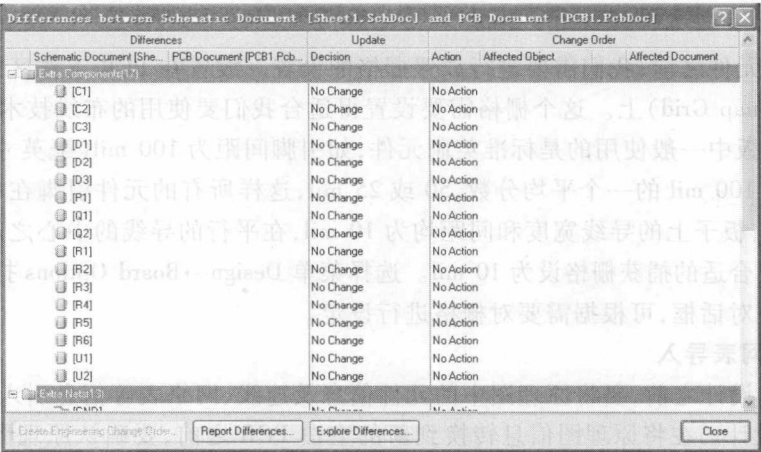 Differences between Schematic Document [Sheet1.SchDoc] and PCB Document [PCB1.PcbDoc]
Differences Update Change Order
Schematic Document [She... PCB Document [PCB1.Pcb... Decision Action Affected Object Affected Document
Extra Components(17)
[C1] No Change No Action
No Change No Action
[C3] No Change No Action
[D1] No Change No Action
[D2] No Change No Action
[D3] No Change No Action
[P1] No Change No Action
[Q1] No Change No Action
[Q2] No Change No Action
[R1] No Change No Action
[R2] No Change No Action
[R3] No Change No Action
[R4] No Change No Action
[R5] No Change No Action
[R6] No Change No Action
[U1] No Change No Action
[U2] No Change No Action
Extra Nets(13)
[GND] No Change No Action
Create Engineering Change Order... Report Differences... Explore Differences... Close